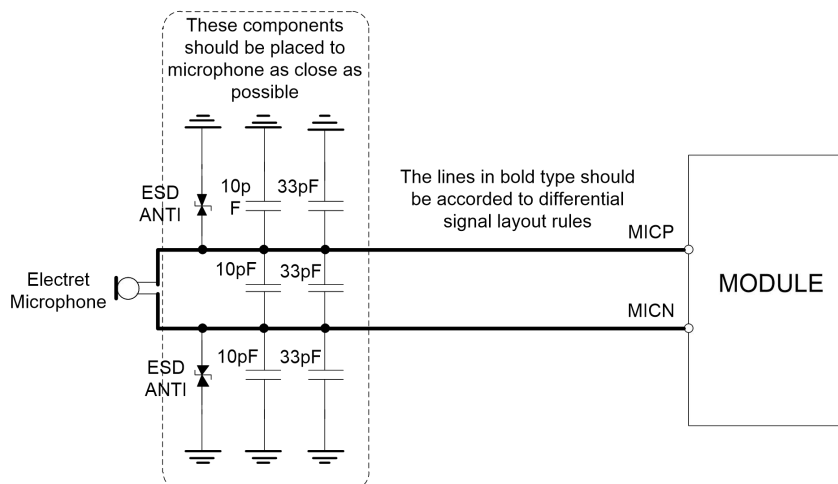 These components
should be placed to
microphone as close as
possible
ESD
ANTI
10p
F
33pF
The lines in bold type should
be accorded to differential
signal layout rules
MICP
Electret
Microphone
10pF
33pF
MODULE
MICN
ESD
ANTI
10pF
33pF